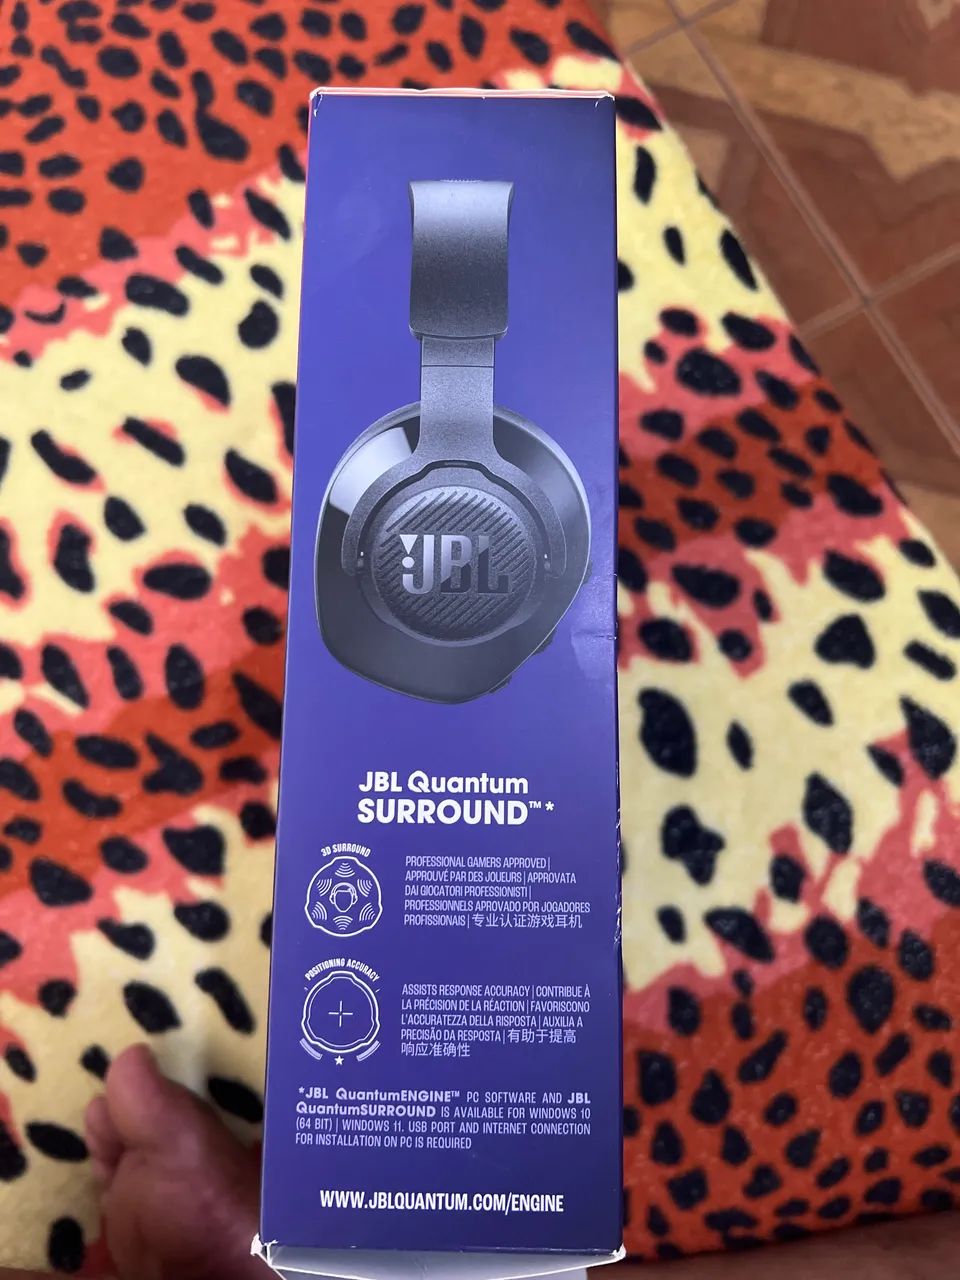 JBL
JBL Quantum
SURROUND™*
3D SURROUND
PROFESSIONAL GAMERS APPROVED |
APPROUVÉ PAR DES JOUEURS | APPROVATA
DAI GIOCATORI PROFESSIONISTI |
PROFESSIONNELS APROVADO POR JOGADORES
PROFISSIONAIS | 专业认证游戏耳机
POSITIONING ACCURACY
ASSISTS RESPONSE ACCURACY | CONTRIBUE À
LA PRÉCISION DE LA RÉACTION | FAVORISCONO
L'ACCURATEZZA DELLA RISPOSTA | AUXILIA A
PRECISÃO DA RESPOSTA | 有助于提高
响应准确性
*JBL QuantumENGINE™ PC SOFTWARE AND JBL
QuantumSURROUND IS AVAILABLE FOR WINDOWS 10
(64 BIT) | WINDOWS 11. USB PORT AND INTERNET CONNECTION
FOR INSTALLATION ON PC IS REQUIRED
WWW.JBLQUANTUM.COM/ENGINE